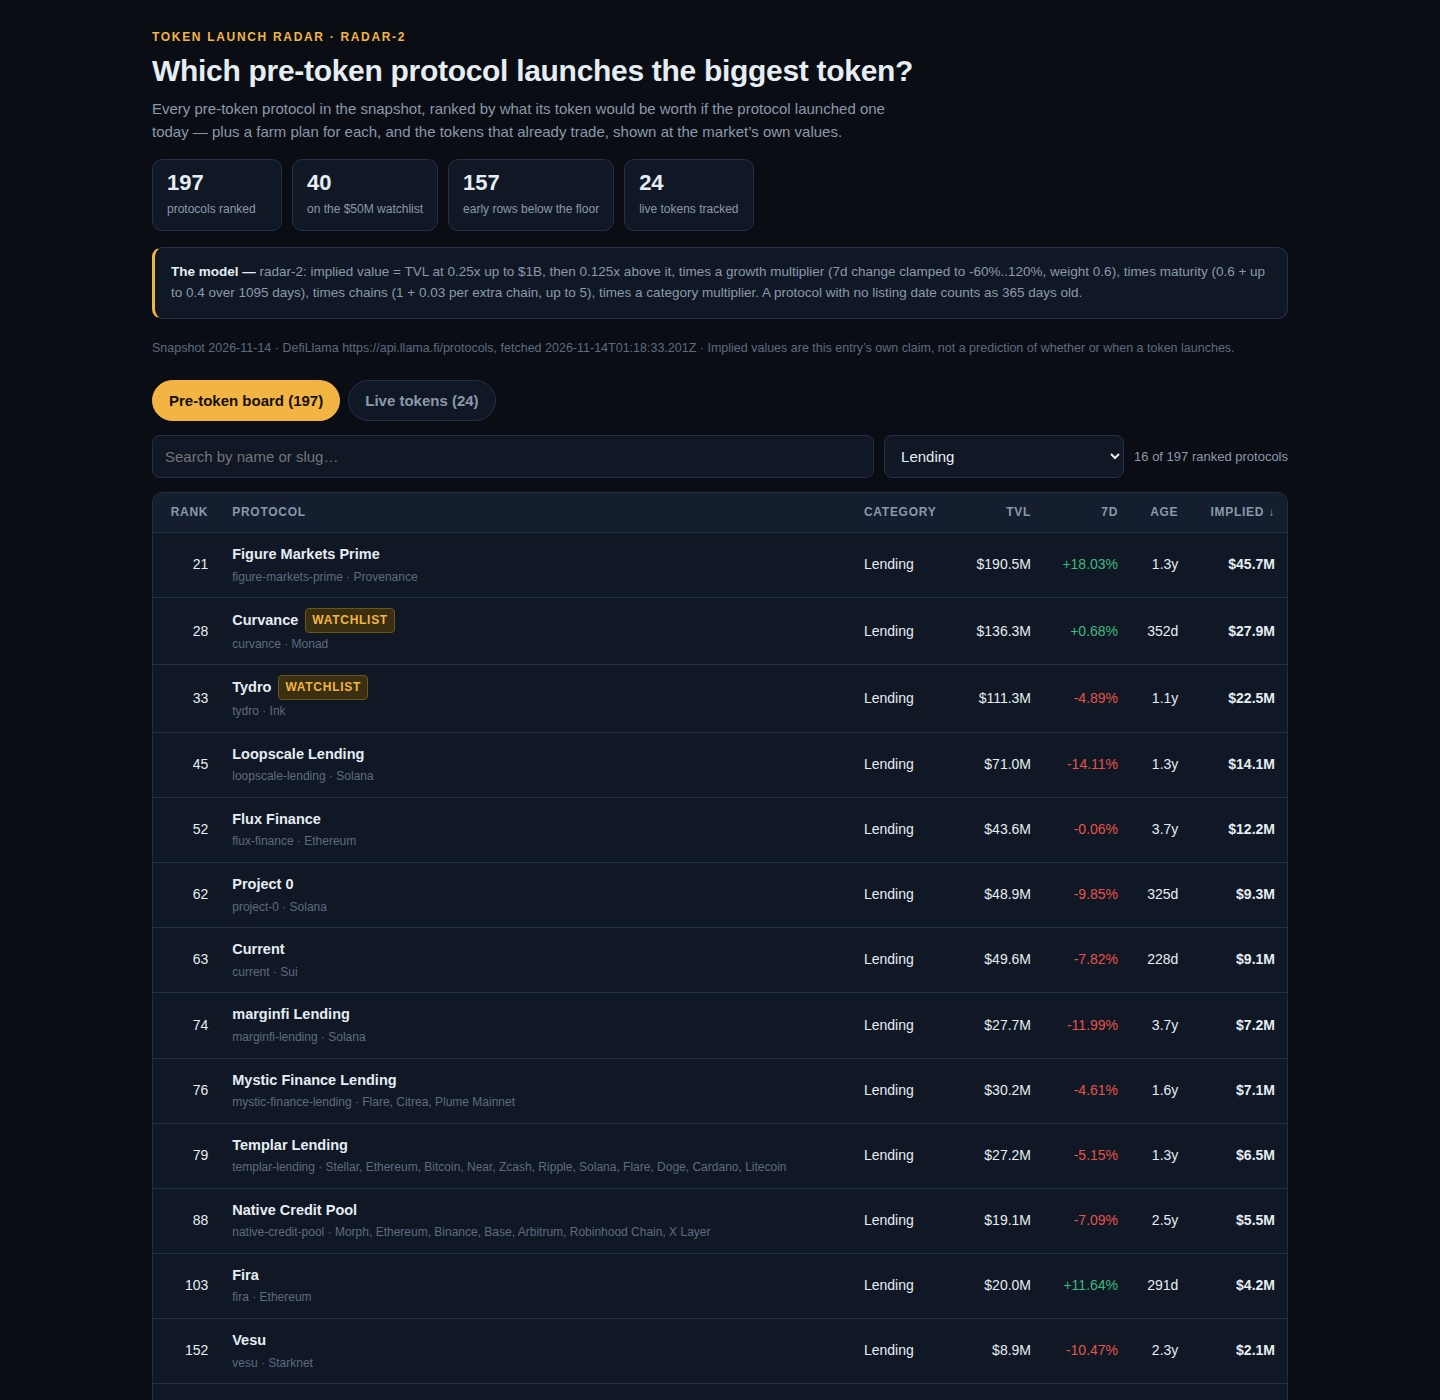 TOKEN LAUNCH RADAR · RADAR-2
Which pre-token protocol launches the biggest token?
Every pre-token protocol in the snapshot, ranked by what its token would be worth if the protocol launched one
today — plus a farm plan for each, and the tokens that already trade, shown at the market's own values.
197 40 157 24
protocols ranked on the $50M watchlist early rows below the floor live tokens tracked
The model — radar-2: implied value = TVL at 0.25x up to $1B, then 0.125x above it, times a growth multiplier (7d change clamped to -60%..120%, weight 0.6), times maturity (0.6 + up
to 0.4 over 1095 days), times chains (1 + 0.03 per extra chain, up to 5), times a category multiplier. A protocol with no listing date counts as 365 days old.
Snapshot 2026-11-14 · DefiLlama https://api.llama.fi/protocols, fetched 2026-11-14T01:18:33.201Z · Implied values are this entry's own claim, not a prediction of whether or when a token launches.
Pre-token board (197) Live tokens (24)
Search by name or slug… Lending 16 of 197 ranked protocols
RANK PROTOCOL CATEGORY TVL 7D AGE IMPLIED ↓
21 Figure Markets Prime Lending $190.5M +18.03% 1.3y $45.7M
figure-markets-prime · Provenance
28 Curvance WATCHLIST Lending $136.3M +0.68% 352d $27.9M
curvance · Monad
33 Tydro WATCHLIST Lending $111.3M -4.89% 1.1y $22.5M
tydro · Ink
45 Loopscale Lending Lending $71.0M -14.11% 1.3y $14.1M
loopscale-lending · Solana
52 Flux Finance Lending $43.6M -0.06% 3.7y $12.2M
flux-finance · Ethereum
62 Project 0 Lending $48.9M -9.85% 325d $9.3M
project-0 · Solana
63 Current Lending $49.6M -7.82% 228d $9.1M
current · Sui
74 marginfi Lending Lending $27.7M -11.99% 3.7y $7.2M
marginfi-lending · Solana
76 Mystic Finance Lending Lending $30.2M -4.61% 1.6y $7.1M
mystic-finance-lending · Flare, Citrea, Plume Mainnet
79 Templar Lending Lending $27.2M -5.15% 1.3y $6.5M
templar-lending · Stellar, Ethereum, Bitcoin, Near, Zcash, Ripple, Solana, Flare, Doge, Cardano, Litecoin
88 Native Credit Pool Lending $19.1M -7.09% 2.5y $5.5M
native-credit-pool · Morph, Ethereum, Binance, Base, Arbitrum, Robinhood Chain, X Layer
103 Fira Lending $20.0M +11.64% 291d $4.2M
fira · Ethereum
152 Vesu Lending $8.9M -10.47% 2.3y $2.1M
vesu · Starknet